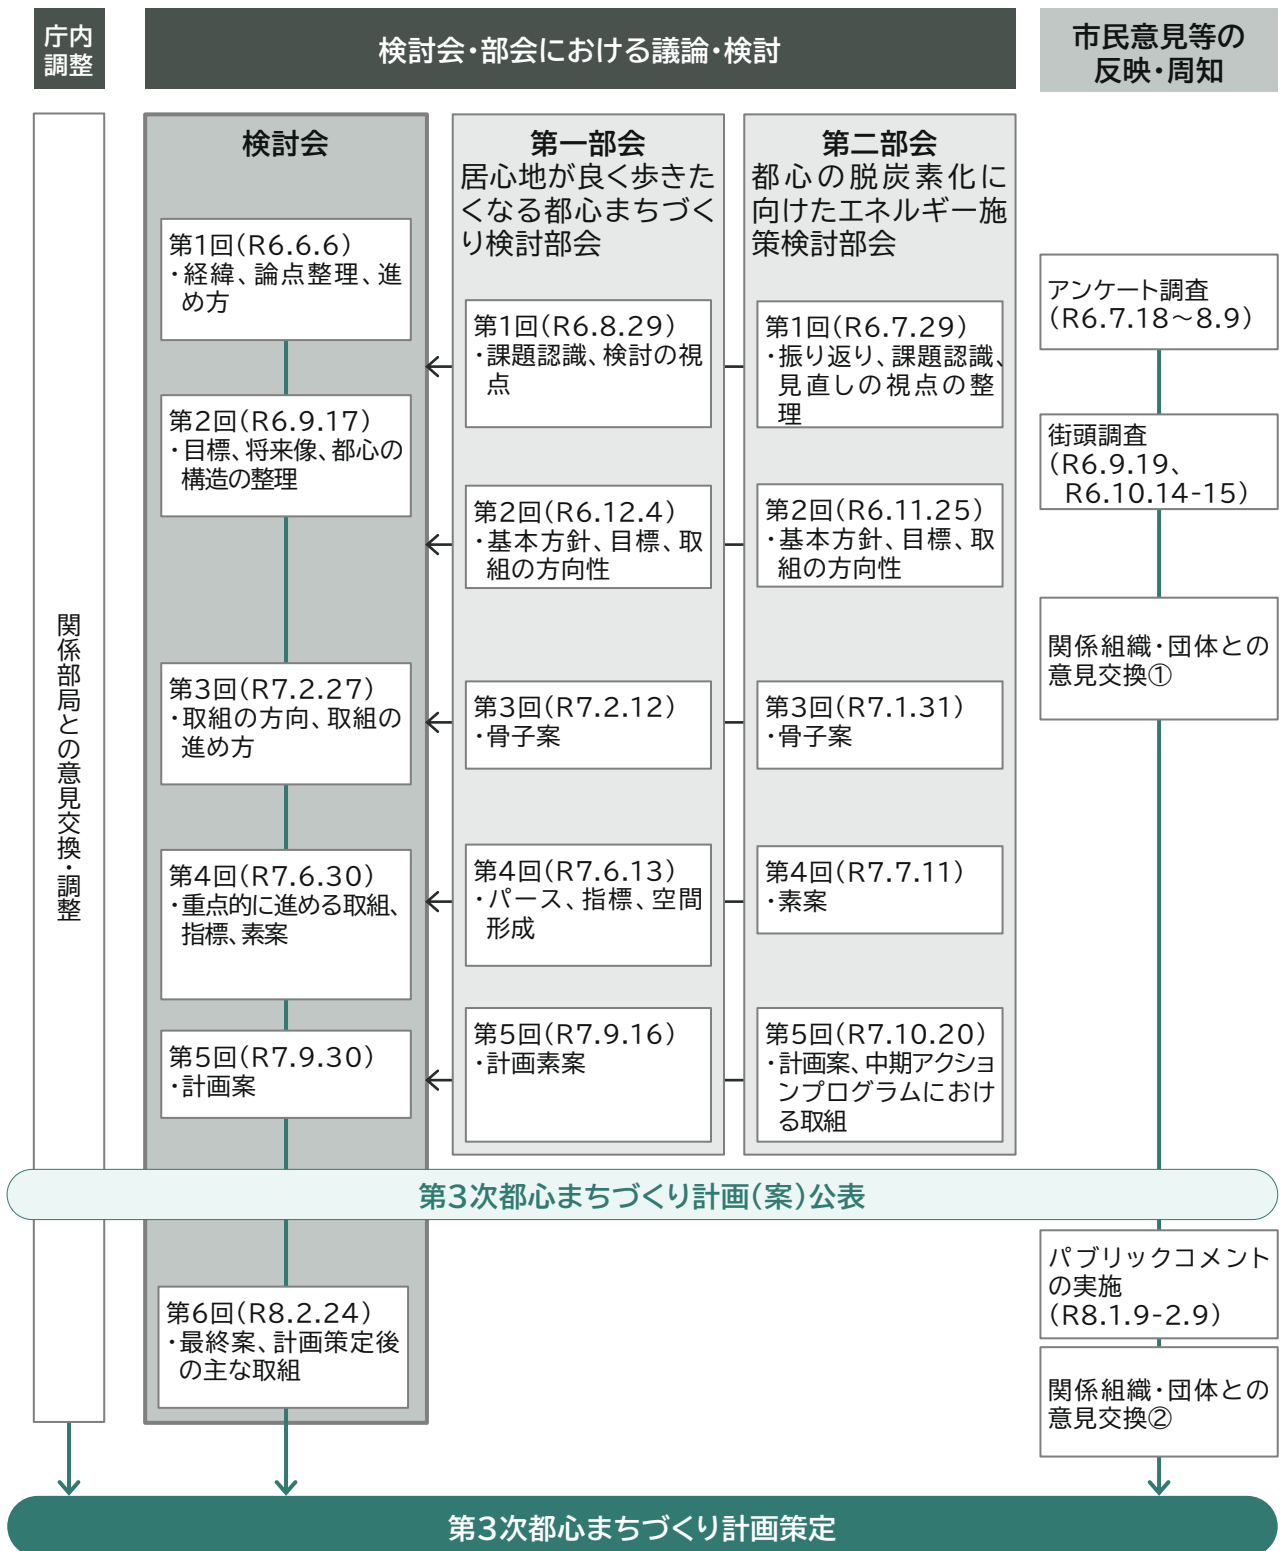 庁内
調整
検討会・部会における議論・検討
市民意見等の
反映・周知
関係部局との意見交換・調整
検討会
第1回(R6.6.6)
・経緯、論点整理、進
め方
第2回(R6.9.17)
・目標、将来像、都心の
構造の整理
第3回(R7.2.27)
・取組の方向、取組の
進め方
第4回(R7.6.30)
・重点的に進める取組、
指標、素案
第5回(R7.9.30)
・計画案
第一部会
居心地が良く歩きた
くなる都心まちづく
り検討部会
第1回(R6.8.29)
・課題認識、検討の視
点
第2回(R6.12.4)
・基本方針、目標、取
組の方向性
第3回(R7.2.12)
・骨子案
第4回(R7.6.13)
・パース、指標、空間
形成
第5回(R7.9.16)
・計画素案
第二部会
都心の脱炭素化に
向けたエネルギー施
策検討部会
第1回(R6.7.29)
・振り返り、課題認識、
見直しの視点の整
理
第2回(R6.11.25)
・基本方針、目標、取
組の方向性
第3回(R7.1.31)
・骨子案
第4回(R7.7.11)
・素案
第5回(R7.10.20)
・計画案、中期アクショ
ンプログラムにおけ
る取組
アンケート調査
(R6.7.18～8.9)
街頭調査
(R6.9.19、
R6.10.14-15)
関係組織・団体との
意見交換①
第3次都心まちづくり計画(案)公表
第6回(R8.2.24)
・最終案、計画策定後
の主な取組
パブリックコメント
の実施
(R8.1.9-2.9)
関係組織・団体との
意見交換②
第3次都心まちづくり計画策定